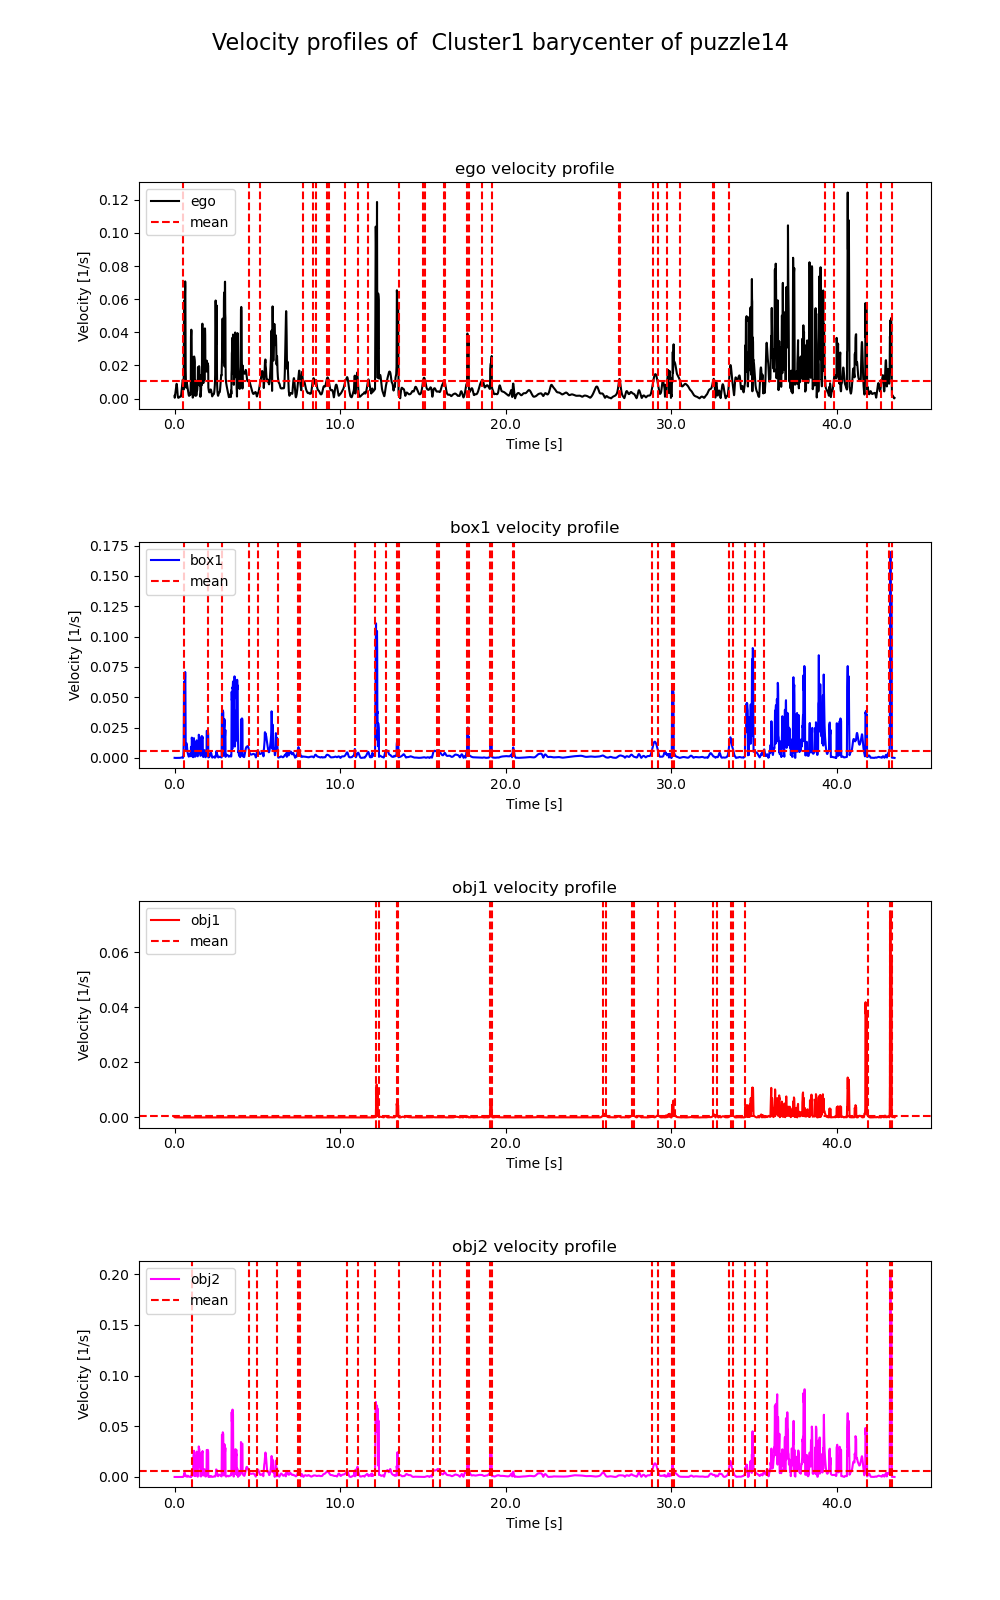 Velocity profiles of  Cluster1 barycenter of puzzle14
ego velocity profile
ego
mean
0.12
0.10
0.08
0.06
0.04
0.02
0.00
Velocity [1/s]
0.0 10.0 20.0 30.0 40.0
Time [s]
box1 velocity profile
box1
mean
0.175
0.150
0.125
0.100
0.075
0.050
0.025
0.000
Velocity [1/s]
0.0 10.0 20.0 30.0 40.0
Time [s]
obj1 velocity profile
obj1
mean
0.06
0.04
0.02
0.00
Velocity [1/s]
0.0 10.0 20.0 30.0 40.0
Time [s]
obj2 velocity profile
obj2
mean
0.20
0.15
0.10
0.05
0.00
Velocity [1/s]
0.0 10.0 20.0 30.0 40.0
Time [s]